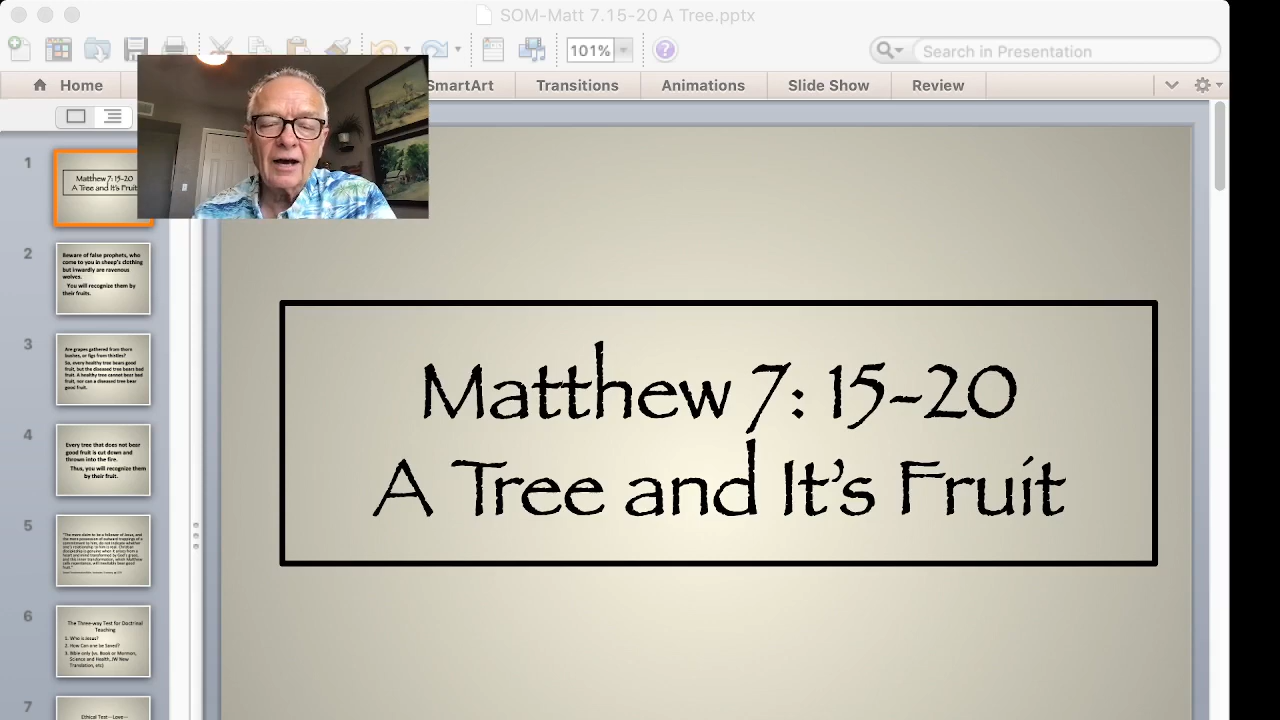 SOM-Matt 7.15-20 A Tree.pptx
101%
Search in Presentation
Home
SmartArt
Transitions
Animations
Slide Show
Review
1
Matthew 7: 15-20
A Tree and It's Fruit
2
Beware of false prophets, who
come to you in sheep's clothing
but inwardly are ravenous
wolves.
You will recognize them by
their fruits.
3
Are grapes gathered from thorn
bushes, or figs from thistles?
So, every healthy tree bears good
fruit, but the diseased tree bears bad
fruit. A healthy tree cannot bear bad
fruit, nor can a diseased tree bear
good fruit.
4
Every tree that does not bear
good fruit is cut down and
thrown into the fire.
Thus, you will recognize them
by their fruit.
5
6
The Three-way Test for Doctrinal
Teaching
1. Who is Jesus?
2. How Can one be Saved?
3. Bible only (vs. Book or Mormon,
Science and Health, JW New
Translation, etc)
7
Ethical Test—Love—
Matthew 7: 15-20
A Tree and It's Fruit